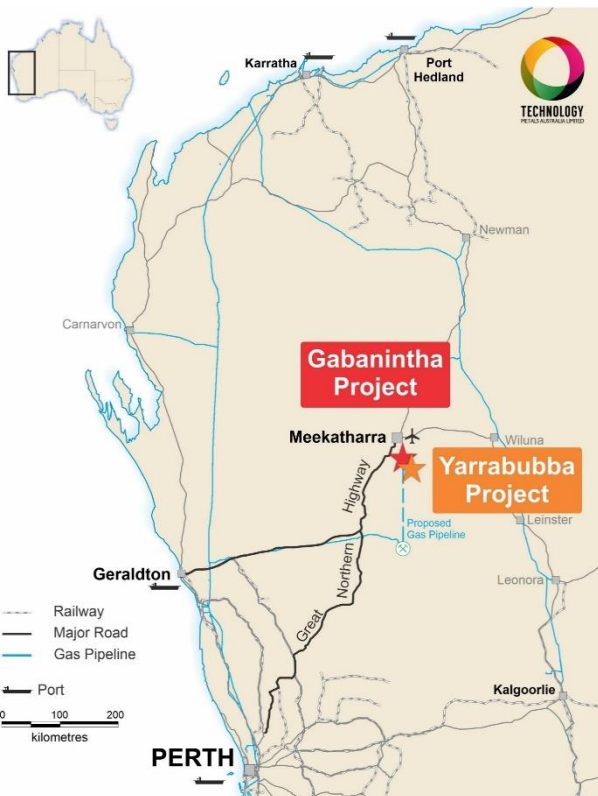 Karratha
Port
Hedland
TECHNOLOGY
METALS AUSTRALIA LIMITED
Newman
Carnarvon
Gabanintha
Project
Meekatharra
Wiluna
Yarrabubba
Project
Highway
Proposed
Gas Pipeline
Leinster
Geraldton
Northern
Leonora
Great
Railway
Major Road
Gas Pipeline
Port
Kalgoorlie
0 100 200
kilometres
PERTH